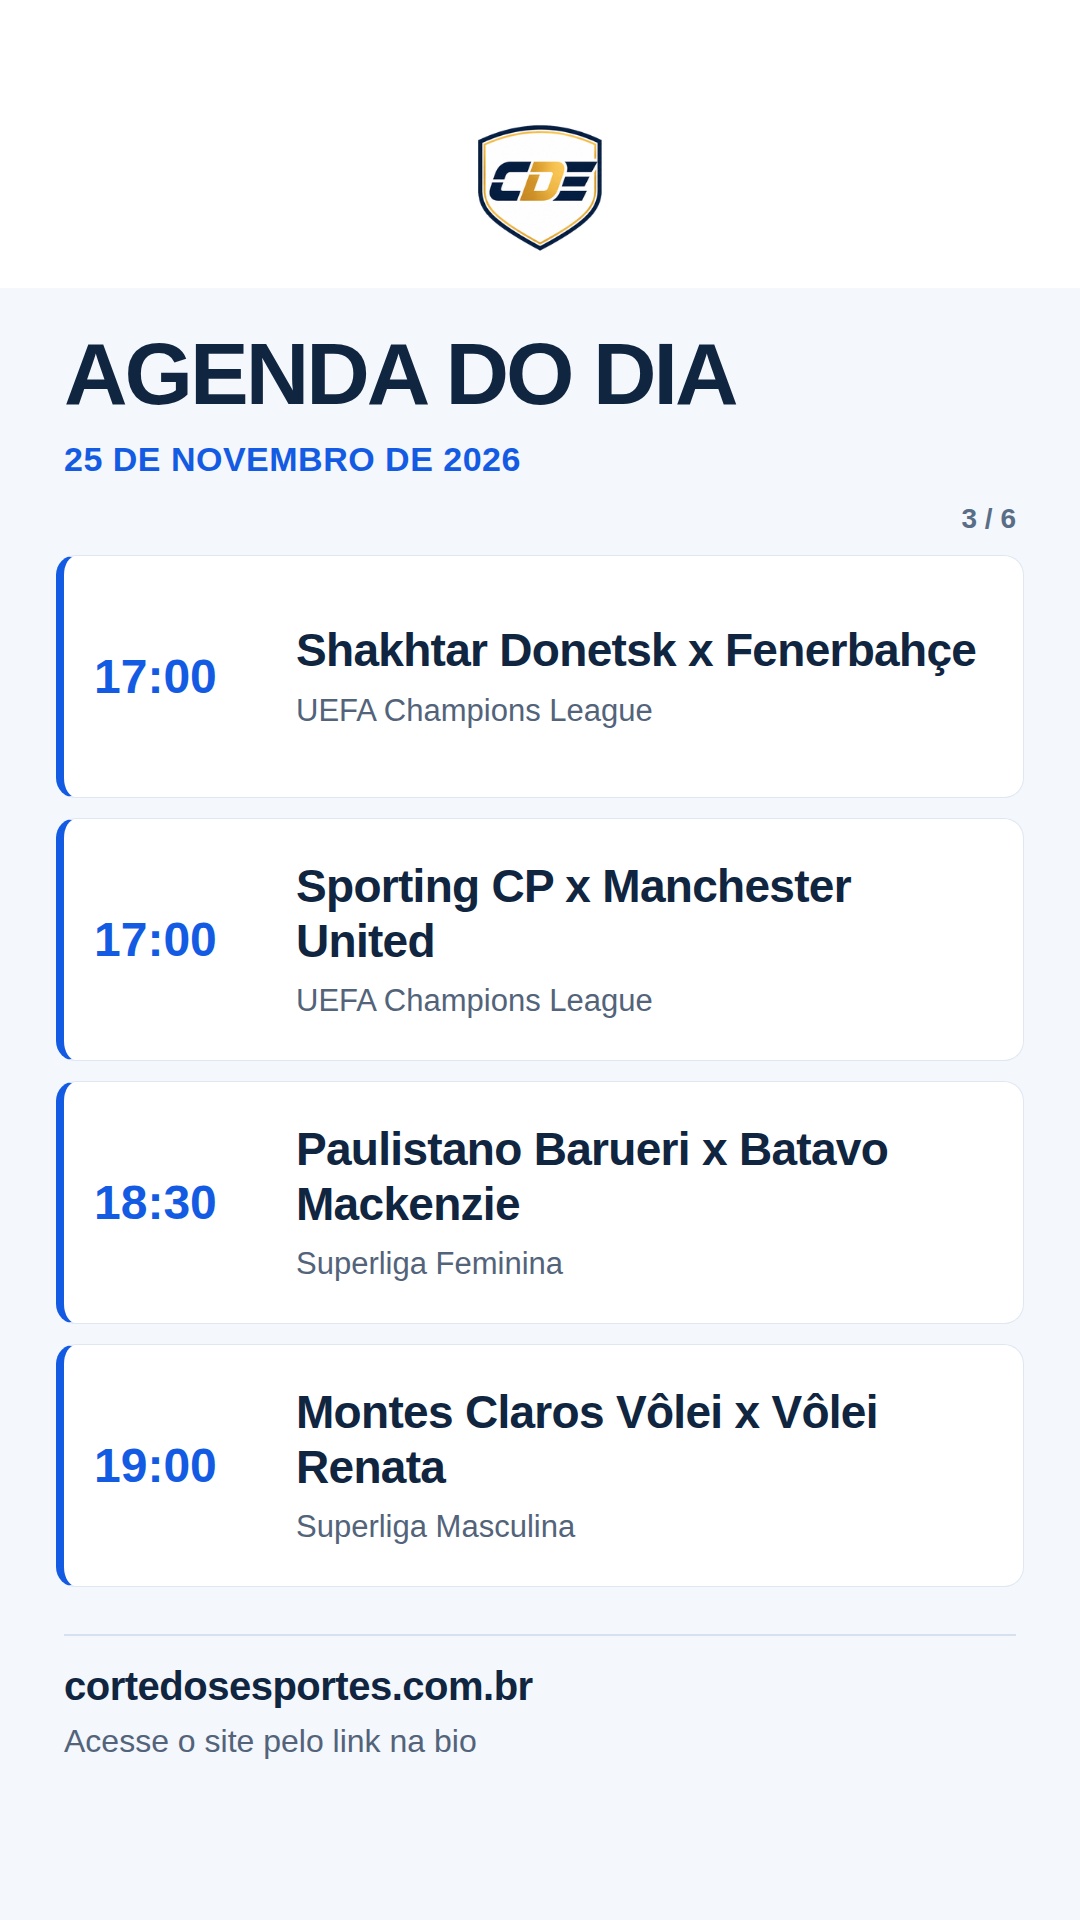 CDE
AGENDA DO DIA
25 DE NOVEMBRO DE 2026
3 / 6
17:00
Shakhtar Donetsk x Fenerbahçe
UEFA Champions League
17:00
Sporting CP x Manchester
United
UEFA Champions League
18:30
Paulistano Barueri x Batavo
Mackenzie
Superliga Feminina
19:00
Montes Claros Vôlei x Vôlei
Renata
Superliga Masculina
cortedosesportes.com.br
Acesse o site pelo link na bio